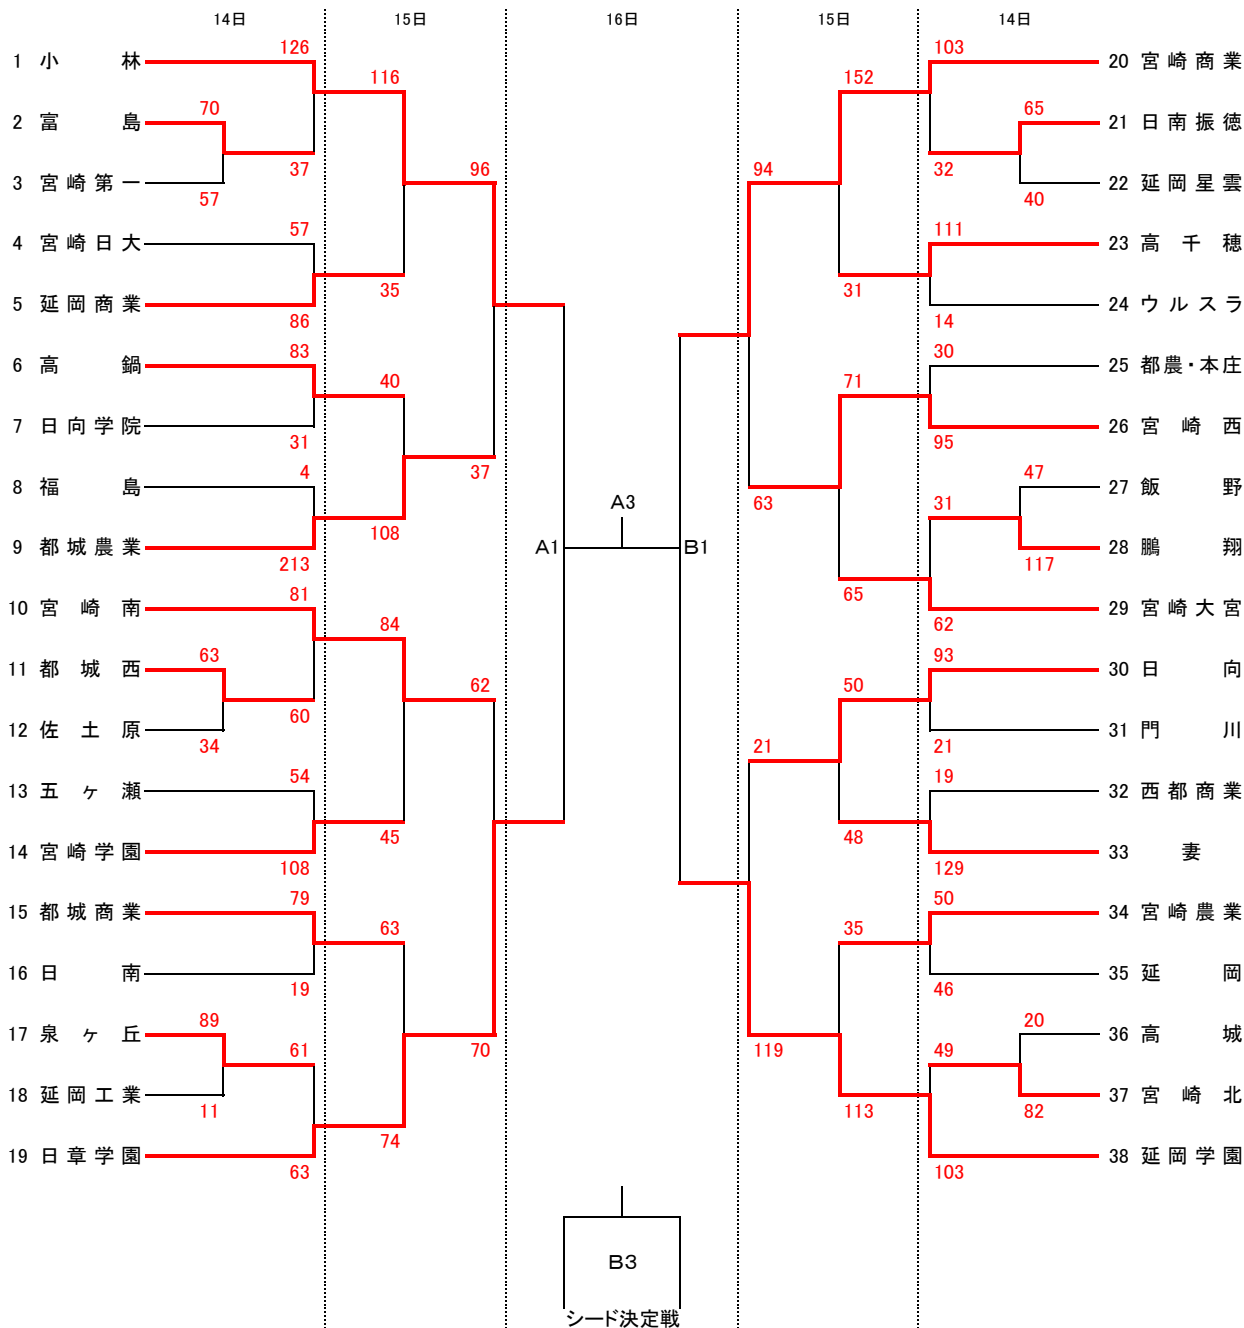 14日 15日 16日 15日 14日
126 103
1 小林 20 宮崎商業
116 152
70 65
2 富島 21 日南振徳
37 96 94 32
3 宮崎第一 22 延岡星雲
57 40
57 111
4 宮崎日大 23 高千穂
35 31
5 延岡商業 24 ウルスラ
86 14
83 30
6 高鍋 25 都農・本庄
40 71
7 日向学院 26 宮崎西
31 95
4 37 47
8 福島 27 飯野
A3 63 31
108
9 都城農業 A1 B1 28 鵬翔
213 117
10 宮崎南 81 65 29 宮崎大宮
84 62
63 93
11 都城西 50 30 日向
62
60
12 佐土原 31 門川
34 21 21
54 19
13 五ヶ瀬 32 西都商業
45 48
14 宮崎学園 33 妻
108 129
79 50
15 都城商業 34 宮崎農業
63 35
16 日南 35 延岡
19 46
89 20
17 泉ヶ丘 36 高城
61 70 119 49
18 延岡工業 37 宮崎北
11 113 82
74
19 日章学園 38 延岡学園
63 103
B3
シード決定戦